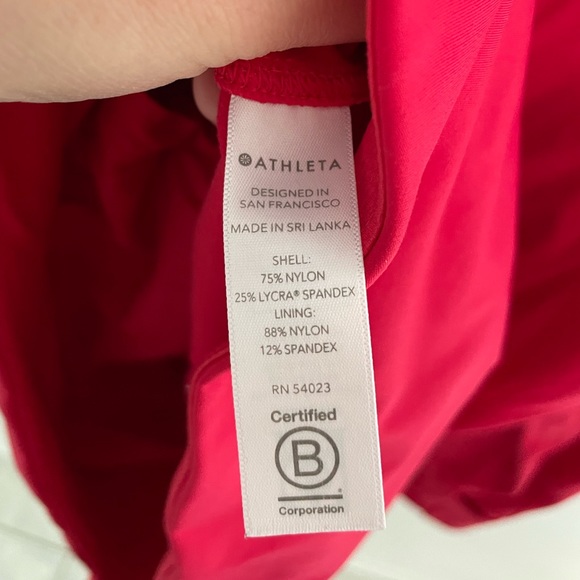 ATHLETA
DESIGNED IN
SAN FRANCISCO
MADE IN SRI LANKA
SHELL:
75% NYLON
25% LYCRA® SPANDEX
LINING:
88% NYLON
12% SPANDEX
RN 54023
Certified
B
Corporation